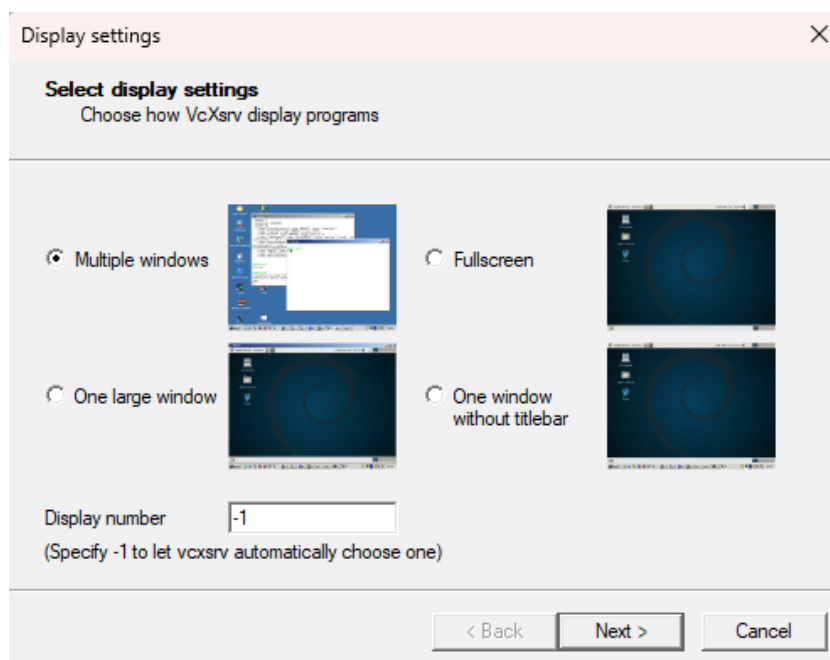 Display settings
Select display settings
Choose how VcXsrv display programs
Multiple windows
Fullscreen
One large window
One window
without titlebar
Display number
-1
(Specify -1 to let vcxsrv automatically choose one)
< Back
Next >
Cancel